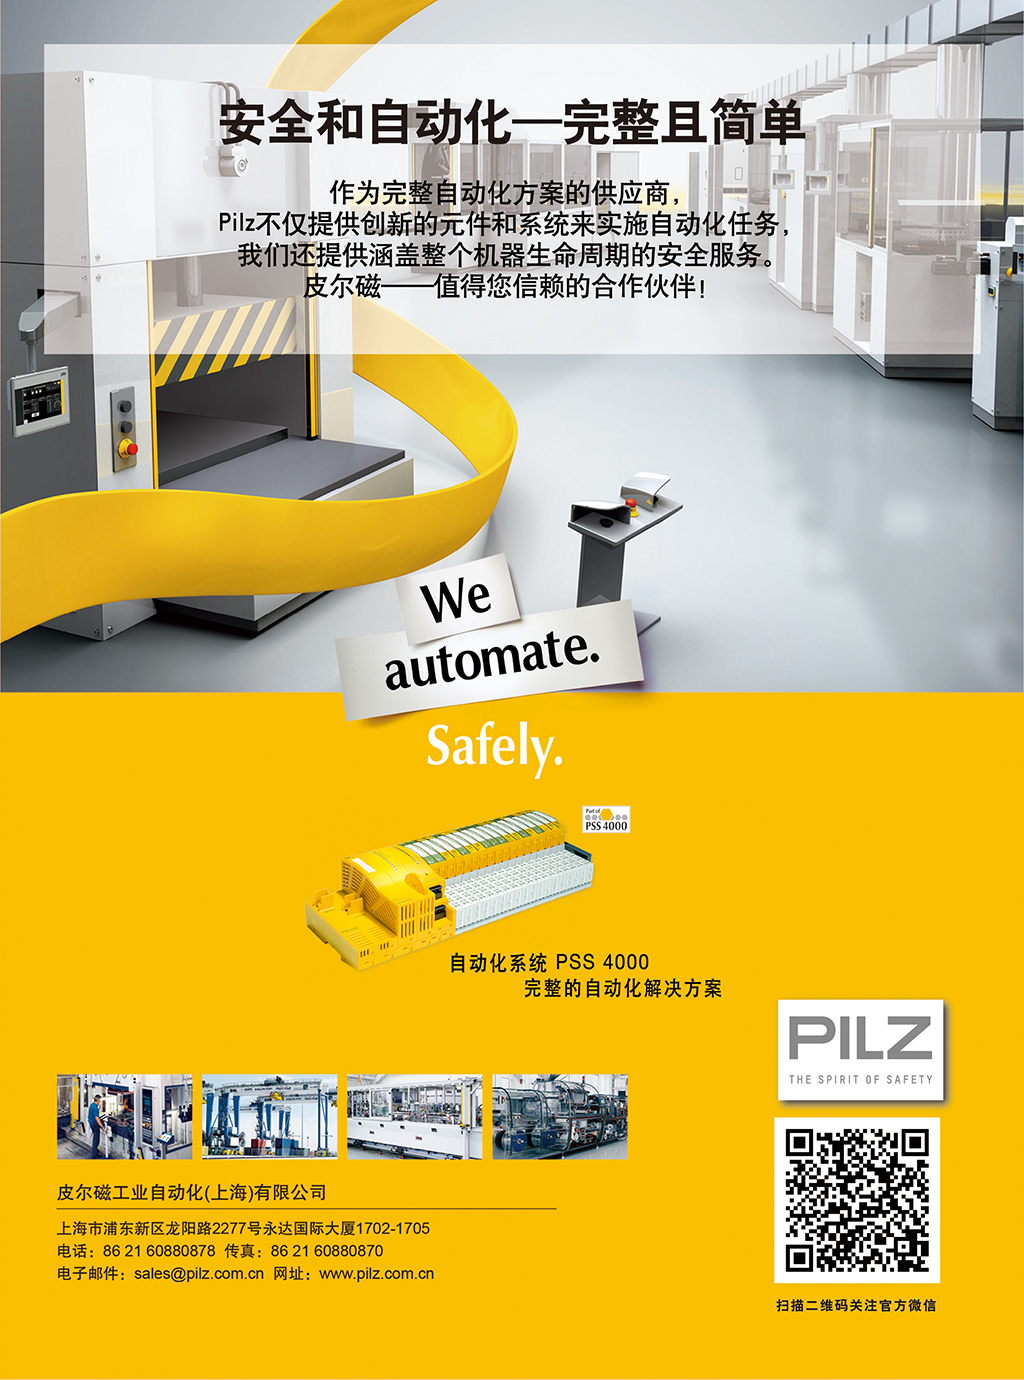 安全和自动化—完整且简单
作为完整自动化方案的供应商，
Pilz不仅提供创新的元件和系统来实施自动化任务，
我们还提供涵盖整个机器生命周期的安全服务。
皮尔磁——值得您信赖的合作伙伴！
We
automate.
Safely.
Part of
PSS 4000
自动化系统 PSS 4000
完整的自动化解决方案
PILZ
THE SPIRIT OF SAFETY
皮尔磁工业自动化(上海)有限公司
上海市浦东新区龙阳路2277号永达国际大厦1702-1705
电话：86 21 60880878 传真：86 21 60880870
电子邮件：sales@pilz.com.cn 网址：www.pilz.com.cn
扫描二维码关注官方微信